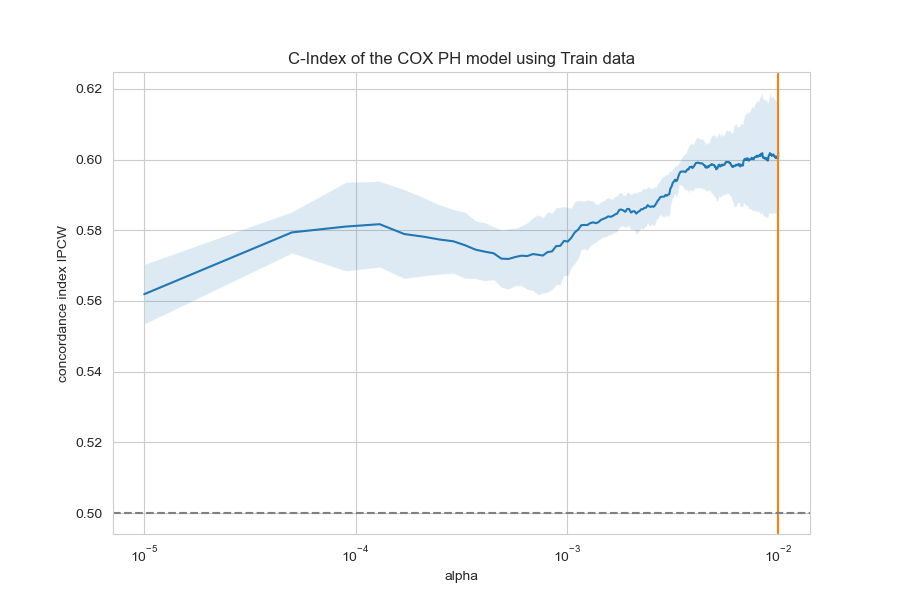 C-Index of the COX PH model using Train data
concordance index IPCW
0.62
0.60
0.58
0.56
0.54
0.52
0.50
10⁻⁵ 10⁻⁴ 10⁻³ 10⁻²
alpha